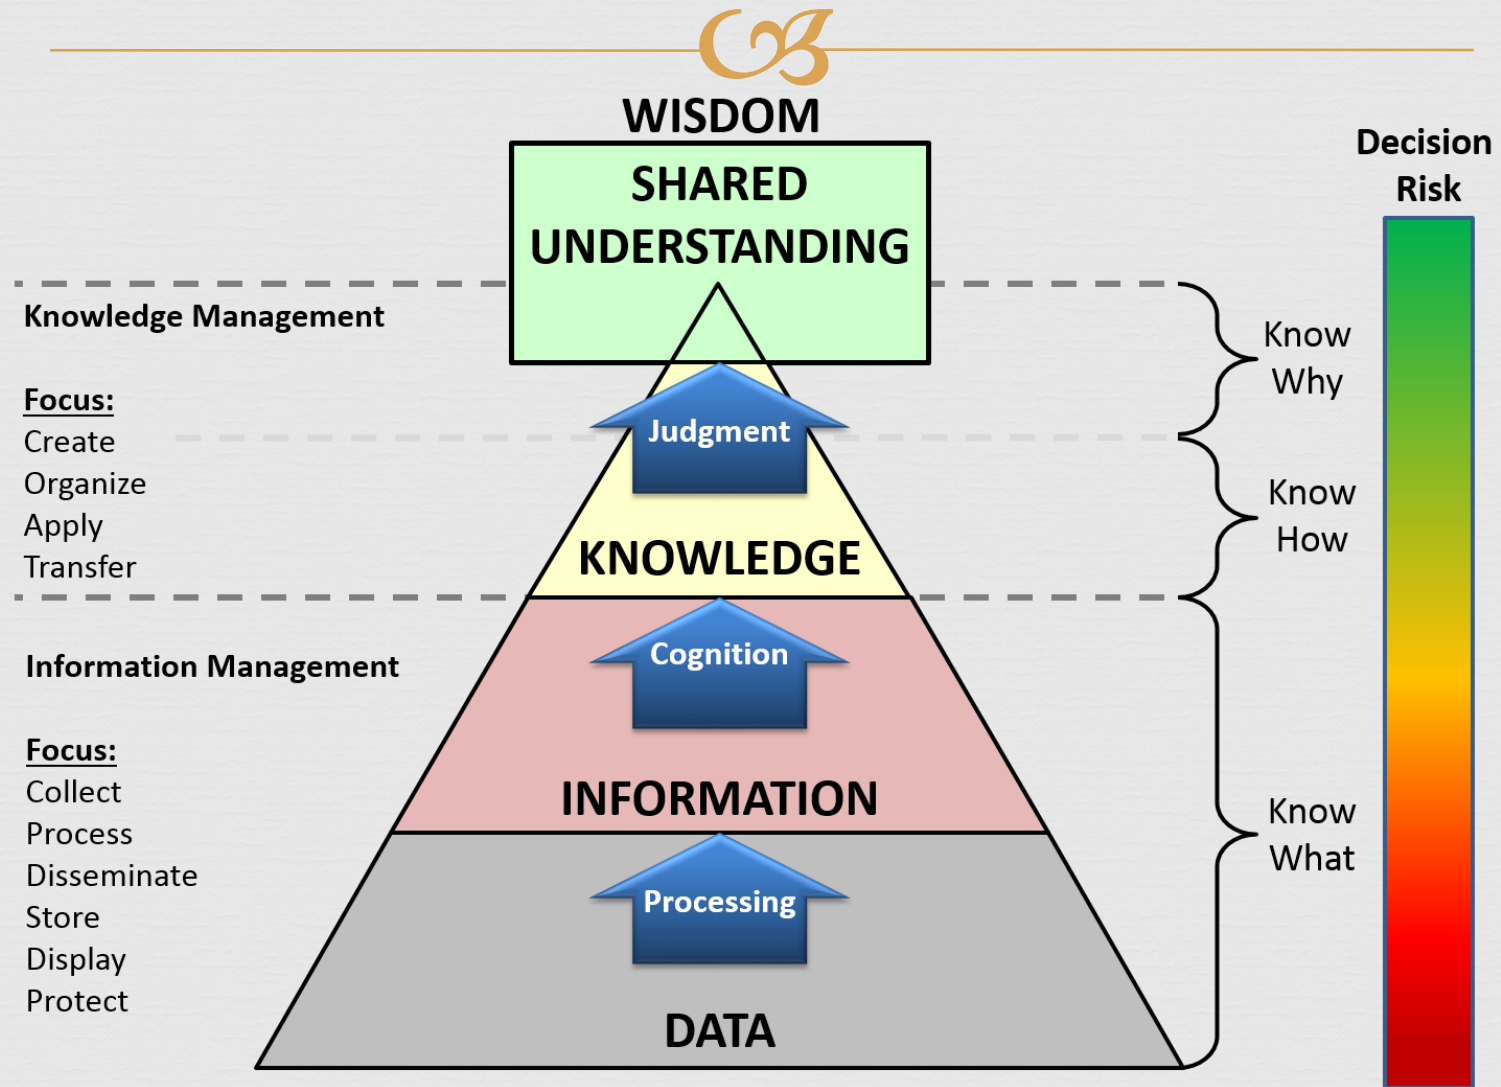 WISDOM
SHARED
UNDERSTANDING
Decision
Risk
Knowledge Management
Focus:
Create
Organize
Apply
Transfer
Judgment
KNOWLEDGE
Know
Why
Know
How
Information Management
Focus:
Collect
Process
Disseminate
Store
Display
Protect
Cognition
INFORMATION
Processing
DATA
Know
What